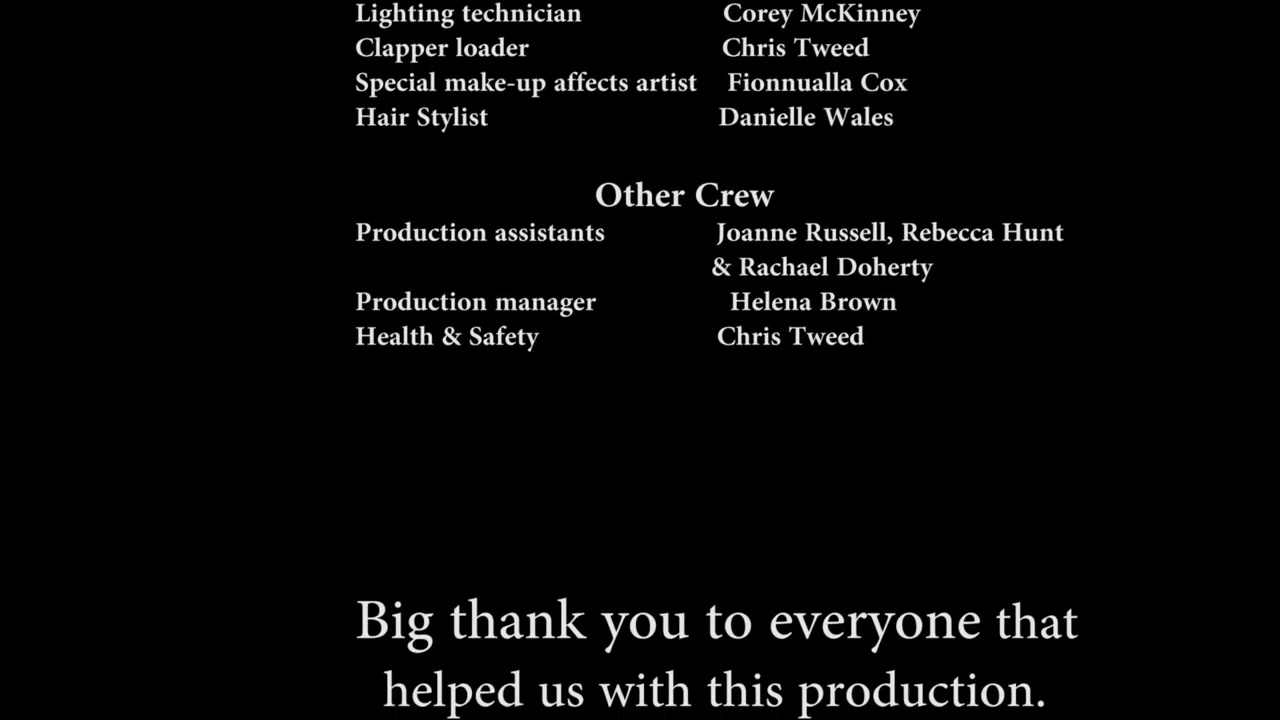 Lighting technician Corey McKinney
Clapper loader Chris Tweed
Special make-up affects artist Fionnualla Cox
Hair Stylist Danielle Wales
Other Crew
Production assistants Joanne Russell, Rebecca Hunt
& Rachael Doherty
Production manager Helena Brown
Health & Safety Chris Tweed
Big thank you to everyone that
helped us with this production.